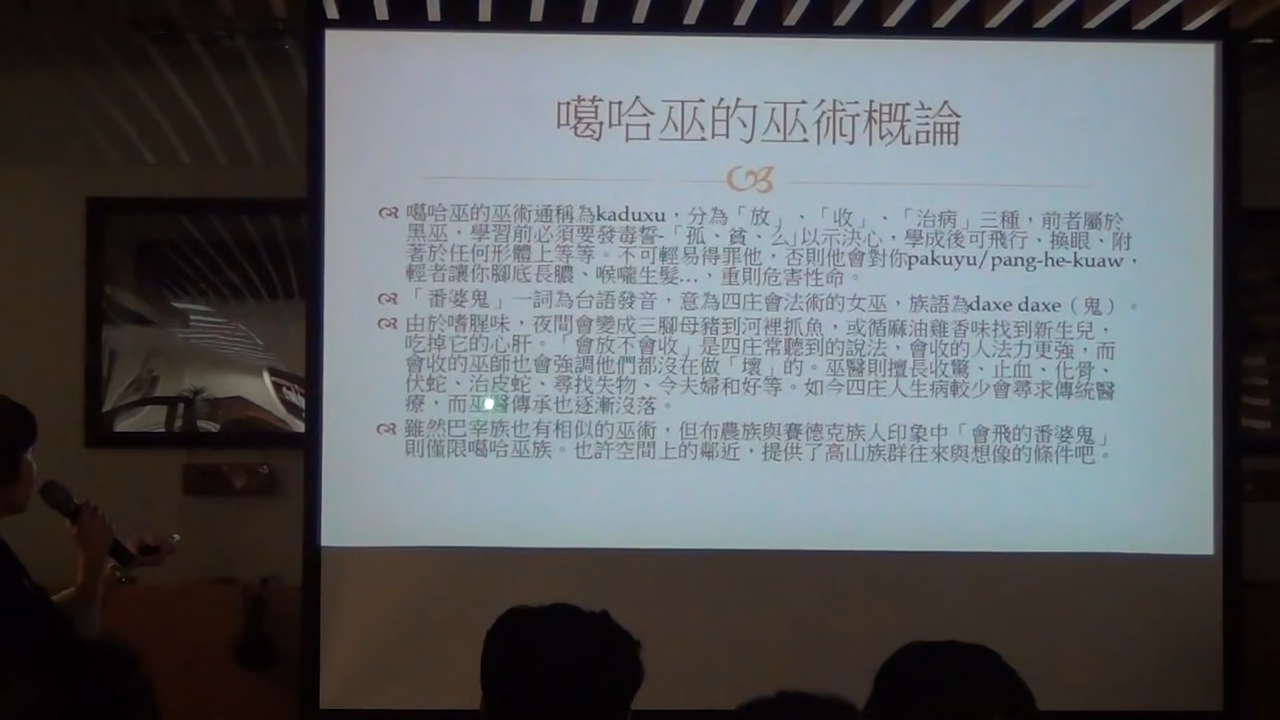 噶哈巫的巫術概論
噶哈巫的巫術通稱為kaduxu，分為「放」、「收」、「治病」三種，前者屬於
黑巫，學習前必須要發毒誓-「孤、貧、么」以示決心，學成後可飛行、換眼、附
著於任何形體上等等。不可輕易得罪他，否則他會對你pakuyu/pang-he-kuaw，
輕者讓你腳底長膿、喉嚨生髮…，重則危害性命。
「番婆鬼」一詞為台語發音，意為四庄會法術的女巫，族語為daxe daxe（鬼）。
由於嗜腥味，夜間會變成三腳母豬到河裡抓魚，或循麻油雞香味找到新生兒，
吃掉它的心肝。「會放不會收」是四庄常聽到的說法，會收的人法力更強，而
會收的巫師也會強調他們都沒在做「壞」的。巫醫則擅長收驚、止血、化骨、
伏蛇、治皮蛇、尋找失物、令夫婦和好等。如今四庄人生病較少會尋求傳統醫
療，而巫醫傳承也逐漸沒落。
雖然巴宰族也有相似的巫術，但布農族與賽德克族人印象中「會飛的番婆鬼」
則僅限噶哈巫族。也許空間上的鄰近，提供了高山族群往來與想像的條件吧。